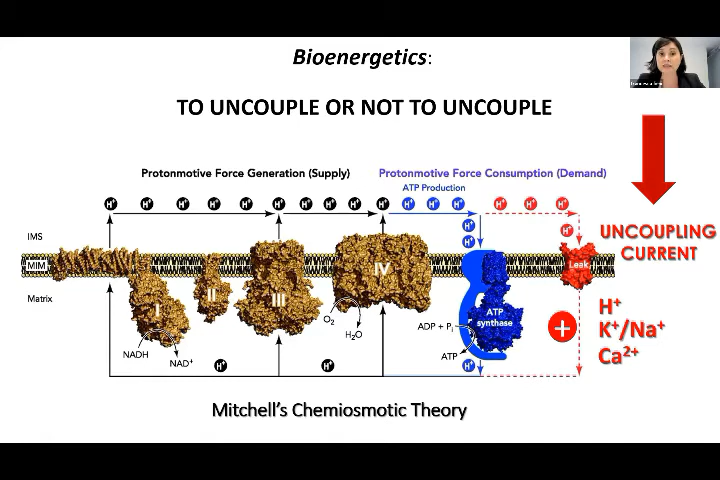 Bioenergetics:
TO UNCOUPLE OR NOT TO UNCOUPLE
Protonmotive Force Generation (Supply)
Protonmotive Force Consumption (Demand)
ATP Production
H⁺ H⁺ H⁺ H⁺ H⁺ H⁺ H⁺ H⁺ H⁺ H⁺ H⁺ H⁺ H⁺ H⁺
H⁺
H⁺
H⁺
UNCOUPLING
CURRENT
IMS
MIM
Matrix
I
II
III
IV
Leak
ATP
synthase
O₂
H₂O
ADP + Pᵢ
ATP
NADH
NAD⁺
H⁺
H⁺
H⁺
+
H⁺
K⁺/Na⁺
Ca²⁺
Mitchell's Chemiosmotic Theory